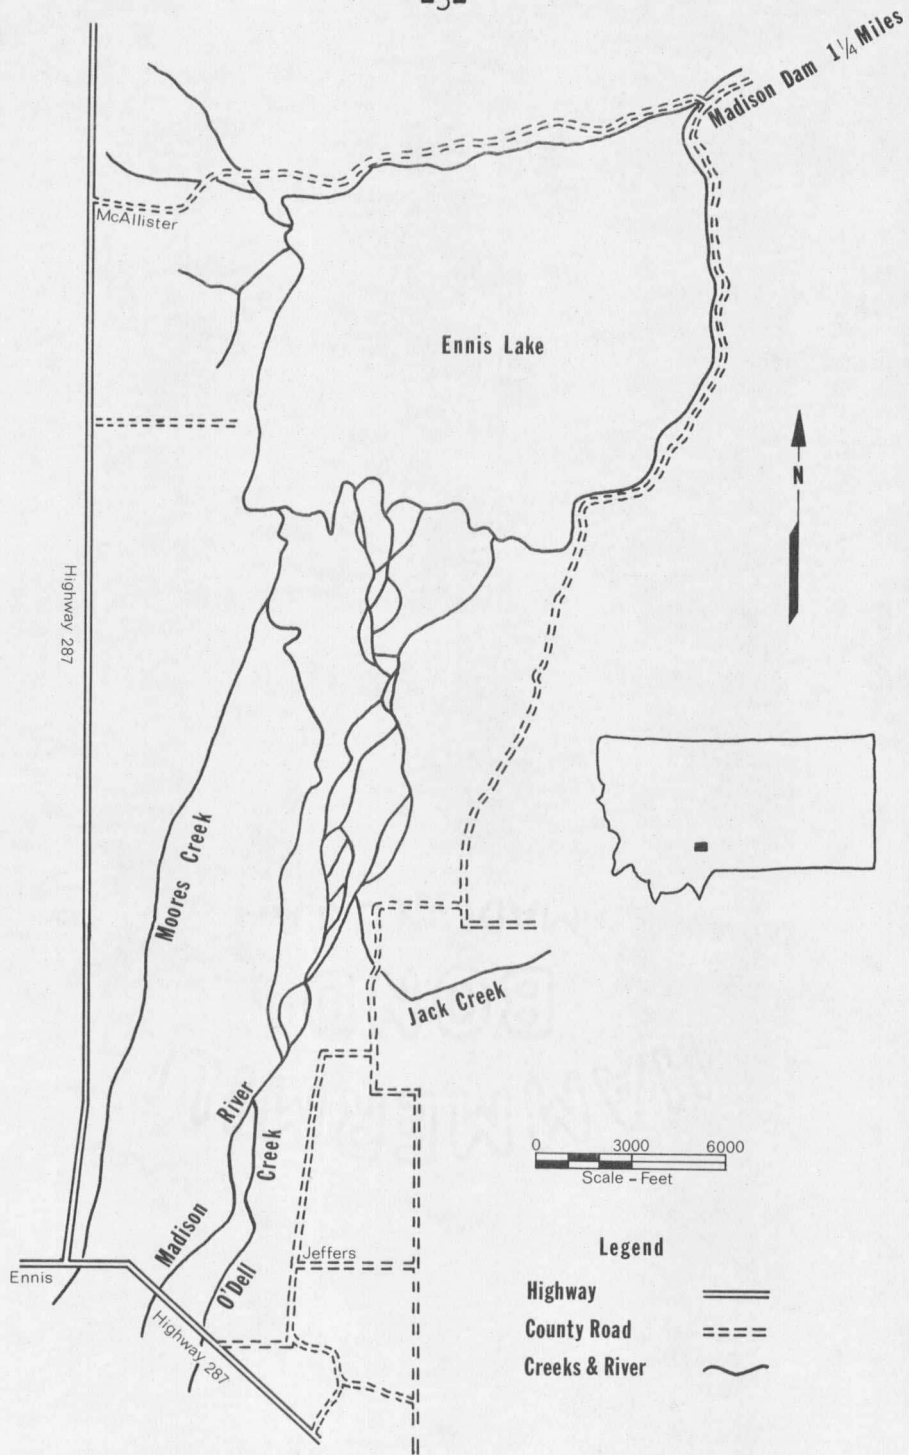 -3-
Madison Dam 1¼ Miles
McAllister
Ennis Lake
N
Highway 287
Moores Creek
Jack Creek
River
Creek
0 3000 6000
Scale - Feet
Madison
Jeffers
O'Dell
Ennis
Highway 287
Legend
Highway
County Road
Creeks & River